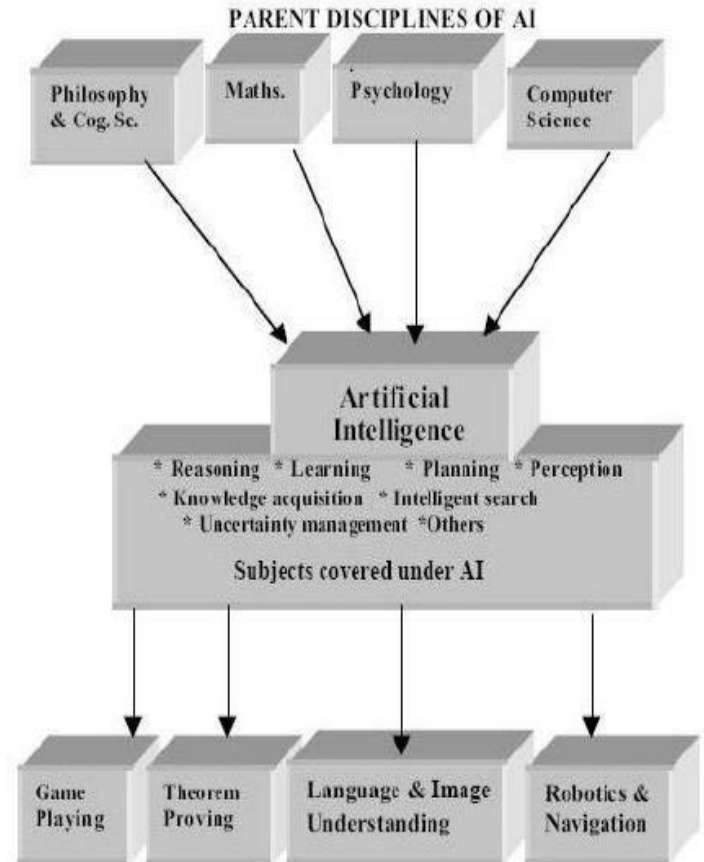 PARENT DISCIPLINES OF AI
Philosophy
& Cog. Sc.
Maths.
Psychology
Computer
Science
Artificial
Intelligence
* Reasoning * Learning * Planning * Perception
* Knowledge acquisition * Intelligent search
* Uncertainty management *Others
Subjects covered under AI
Game
Playing
Theorem
Proving
Language & Image
Understanding
Robotics &
Navigation